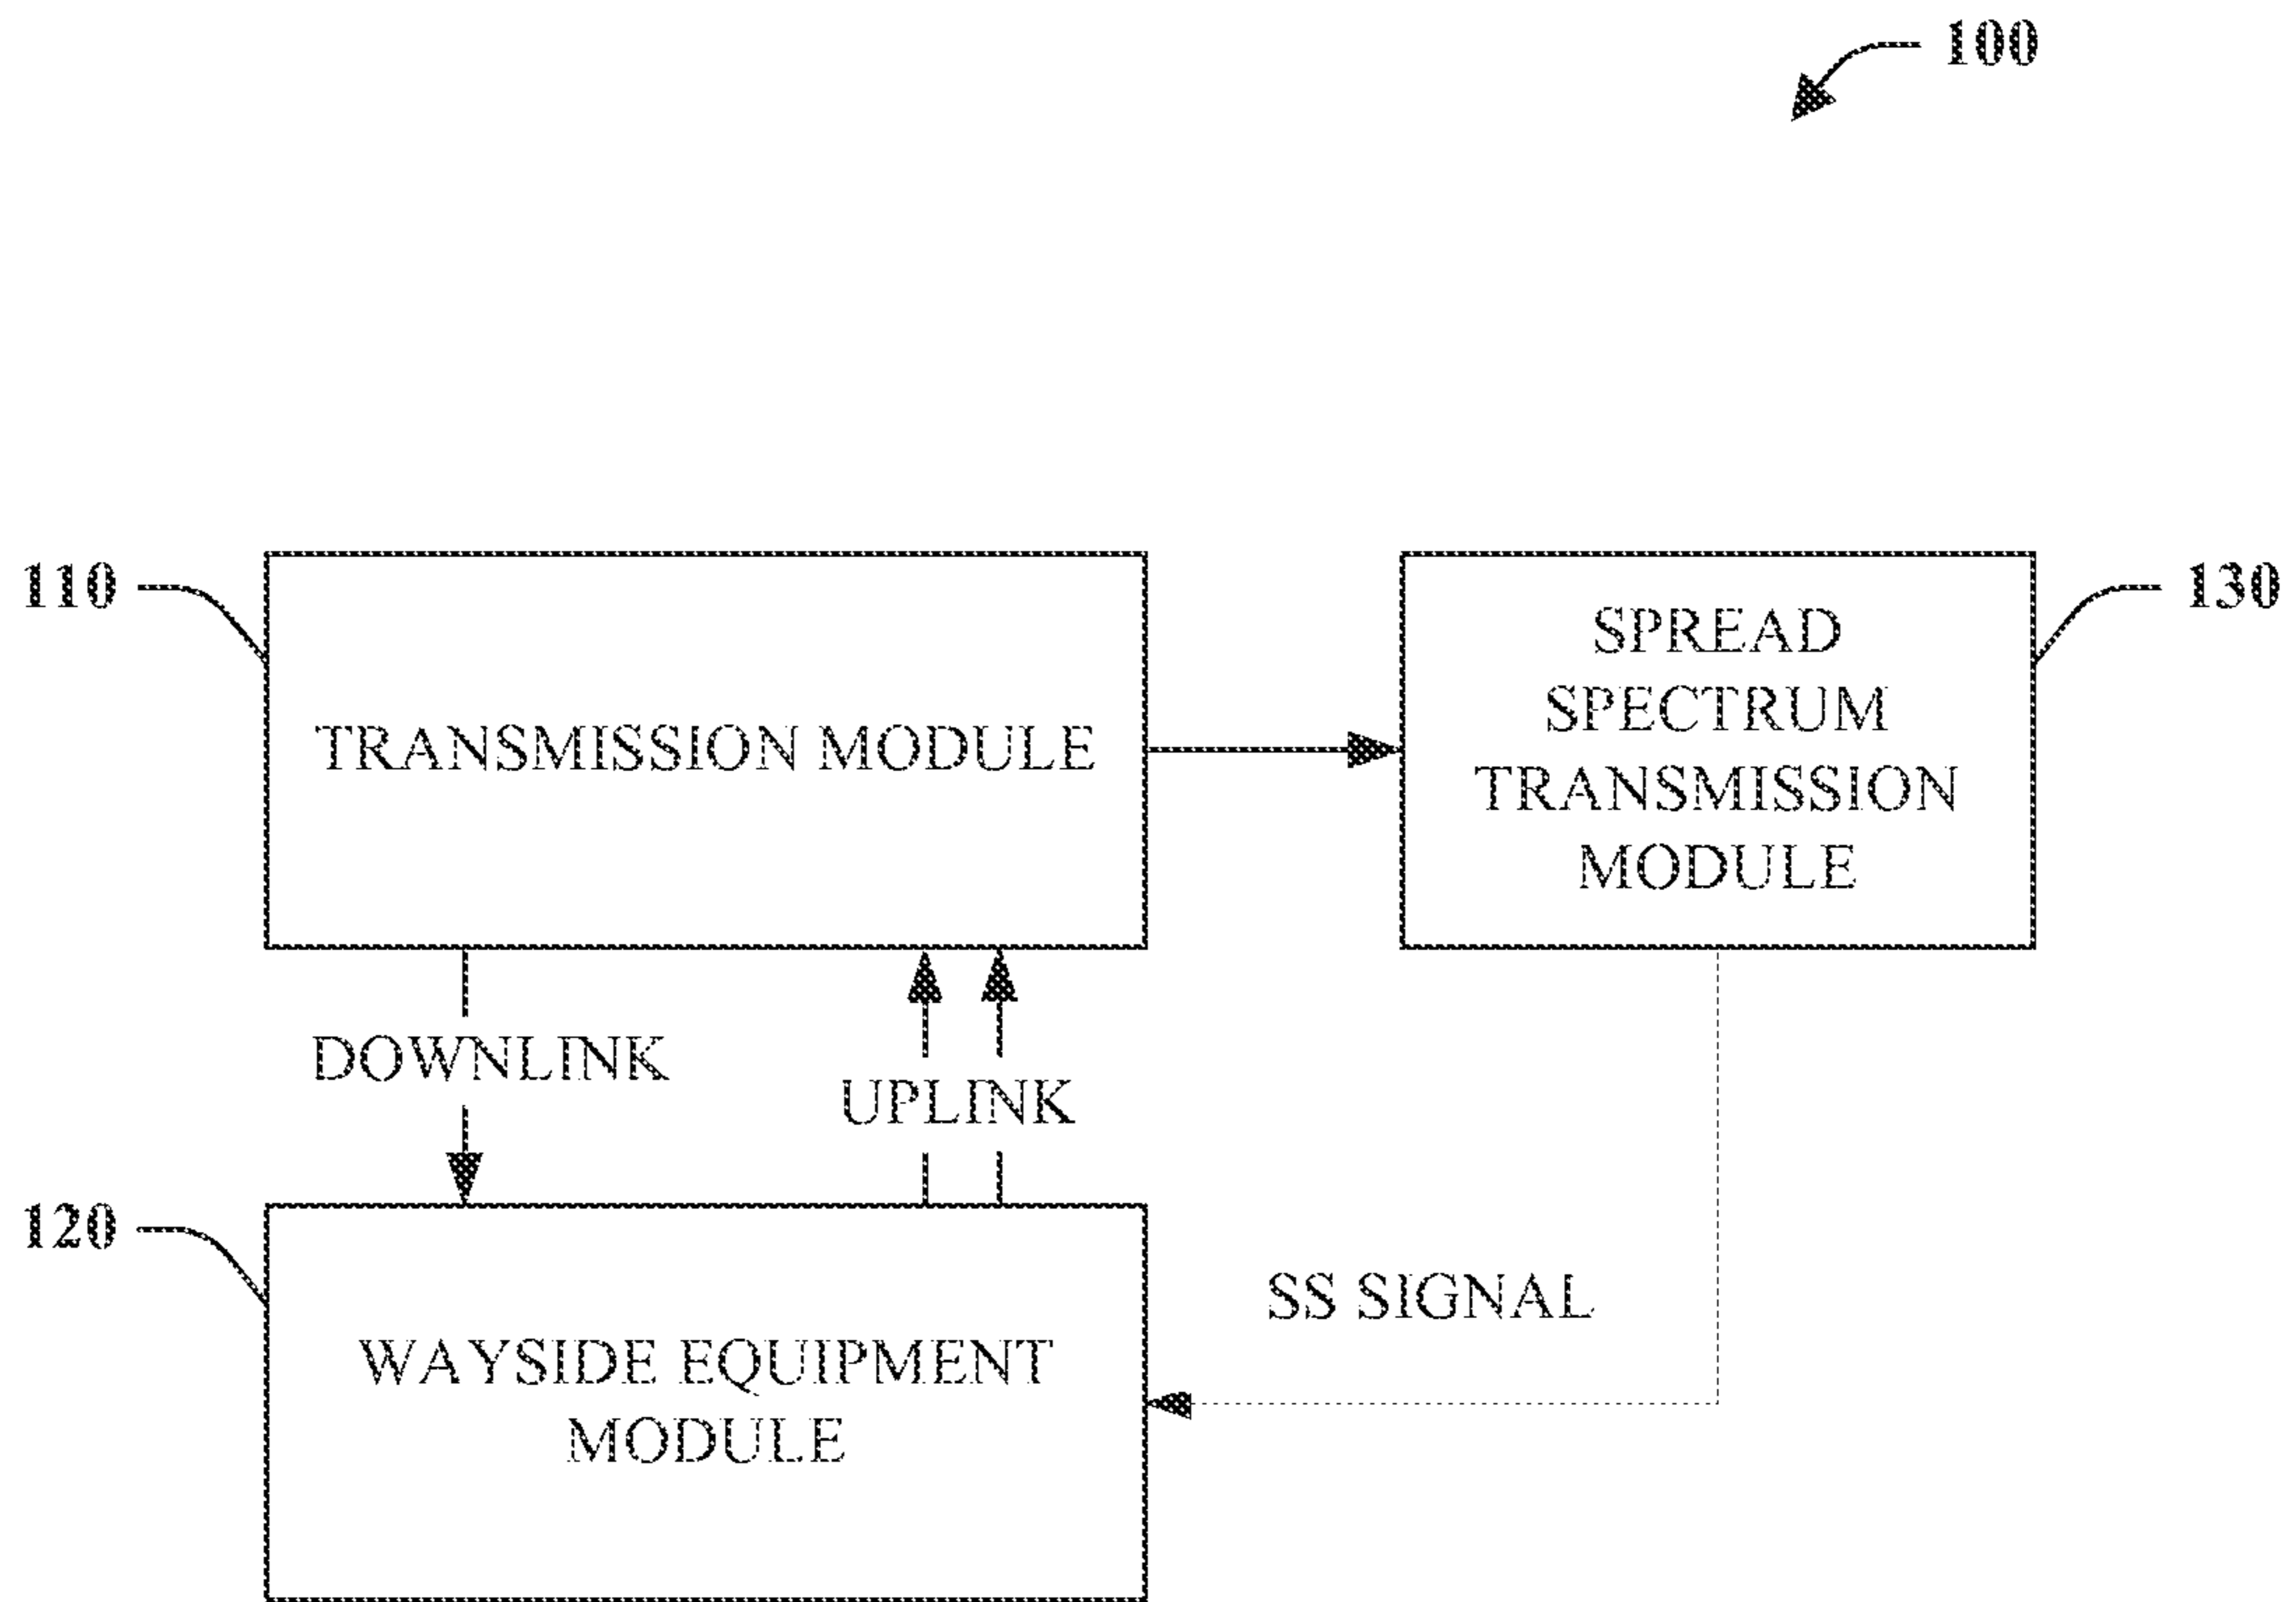 100
110
TRANSMISSION MODULE
SPREAD
SPECTRUM
TRANSMISSION
MODULE
130
DOWNLINK
UPLINK
120
WAYSIDE EQUIPMENT
MODULE
SS SIGNAL